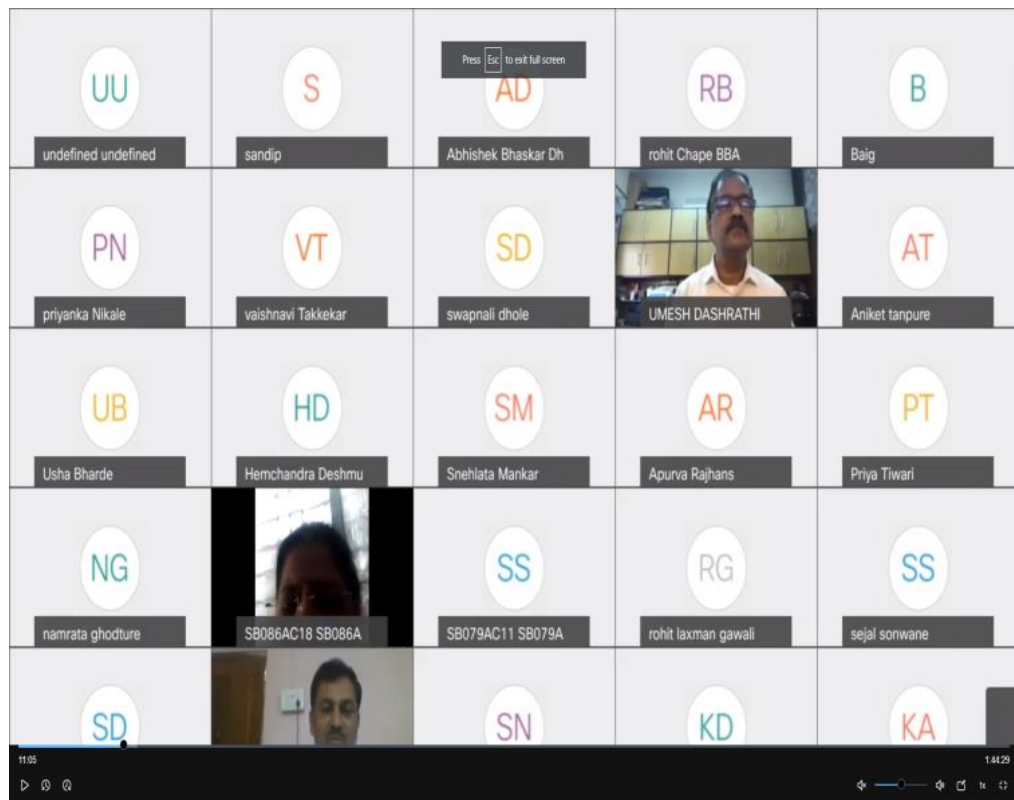 Press Esc to exit full screen
UU
undefined undefined
S
sandip
AD
Abhishek Bhaskar Dh
RB
rohit Chape BBA
B
Baig
PN
priyanka Nikale
VT
vaishnavi Takkekar
SD
swapnali dhole
UMESH DASHRATHI
AT
Aniket tanpure
UB
Usha Bharde
HD
Hemchandra Deshmu
SM
Snehlata Mankar
AR
Apurva Rajhans
PT
Priya Tiwari
NG
namrata ghodture
SB086AC18 SB086A
SS
SB079AC11 SB079A
RG
rohit laxman gawali
SS
sejal sonwane
SD
SN
KD
KA
11:05
1:44:29
1x